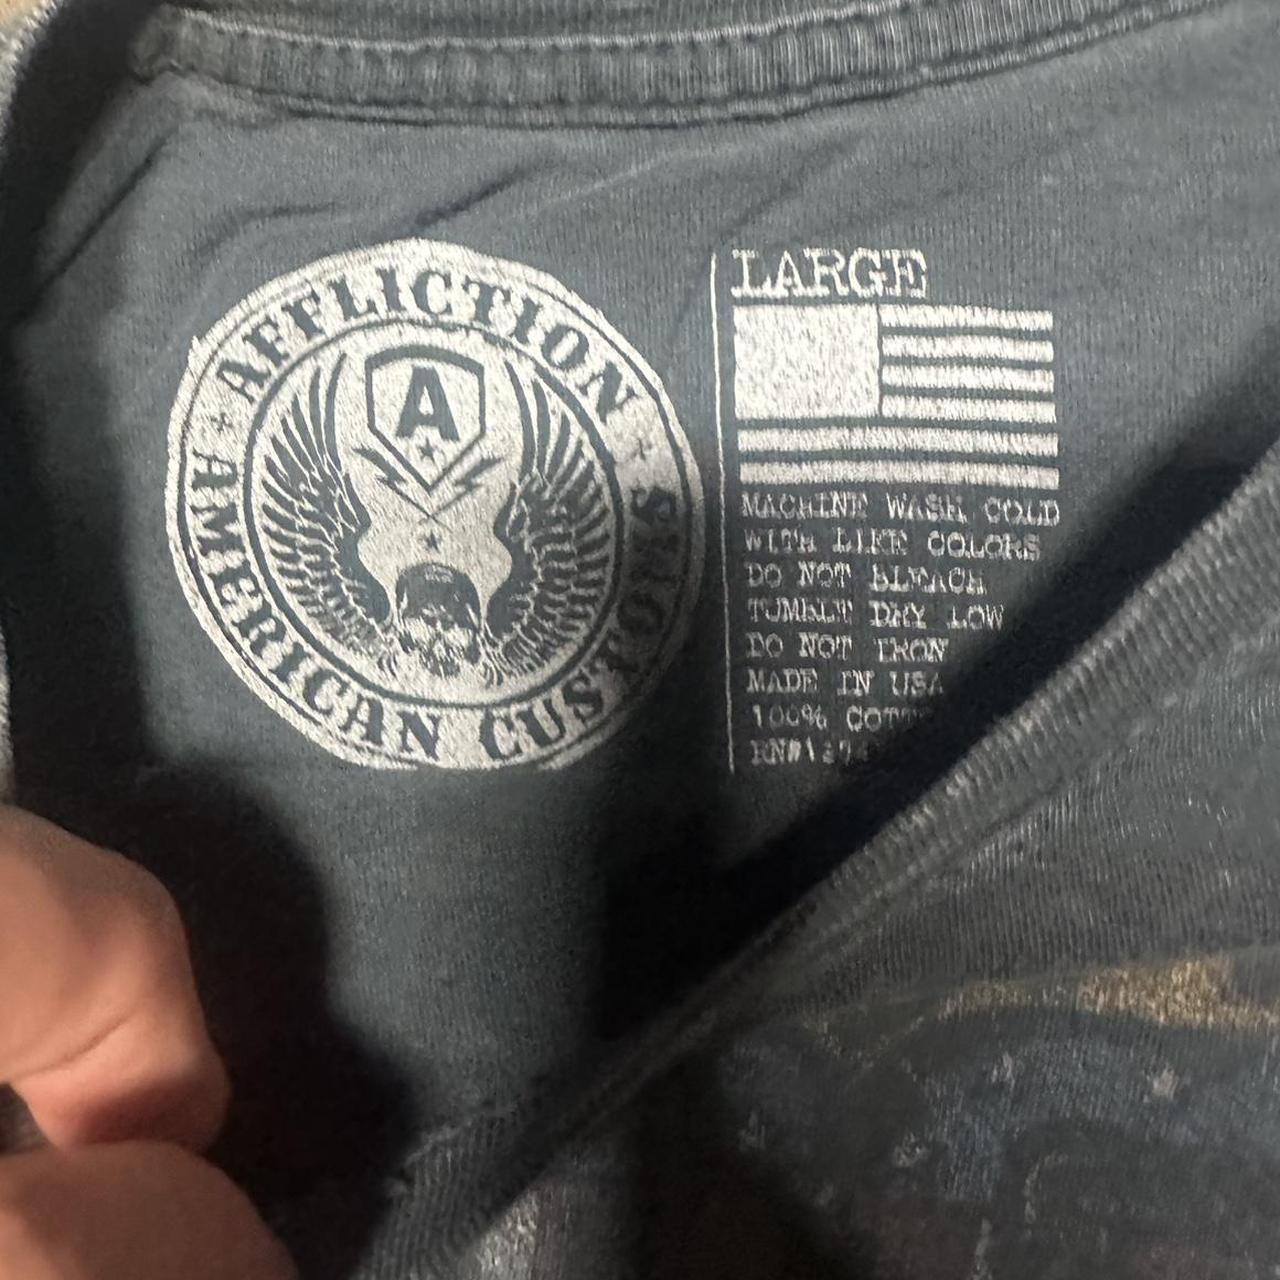 AFFLICTION
AMERICAN CUSTOMS
A
LARGE
MACHINE WASH COLD
WITH LIKE COLORS
DO NOT BLEACH
TUMBLE DRY LOW
DO NOT IRON
MADE IN USA
100%